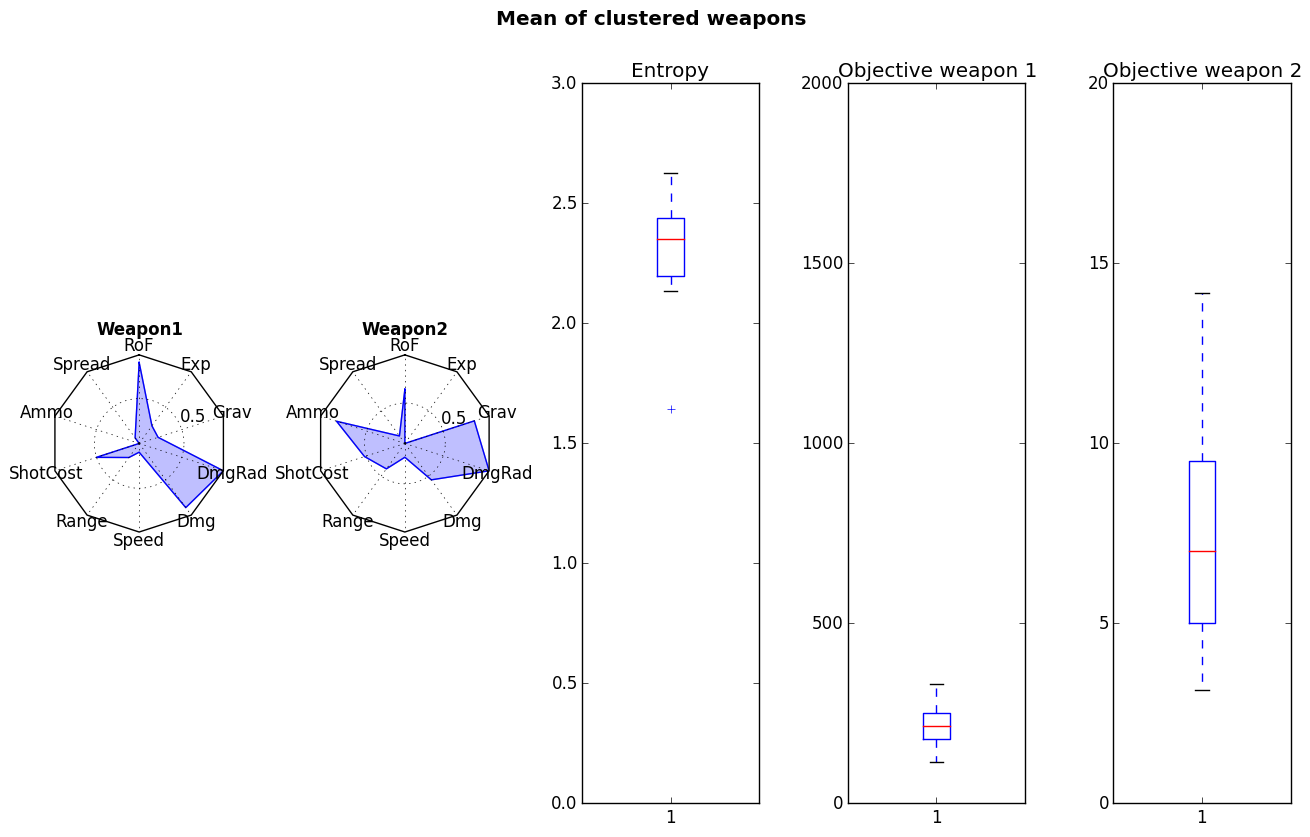 Mean of clustered weapons
Weapon1
RoF
Exp
Grav
DmgRad
Dmg
Speed
Range
ShotCost
Ammo
Spread
0.5
Weapon2
RoF
Exp
Grav
DmgRad
Dmg
Speed
Range
ShotCost
Ammo
Spread
0.5
Entropy
3.0
2.5
2.0
1.5
1.0
0.5
0.0
1
Objective weapon 1
2000
1500
1000
500
0
1
Objective weapon 2
20
15
10
5
0
1